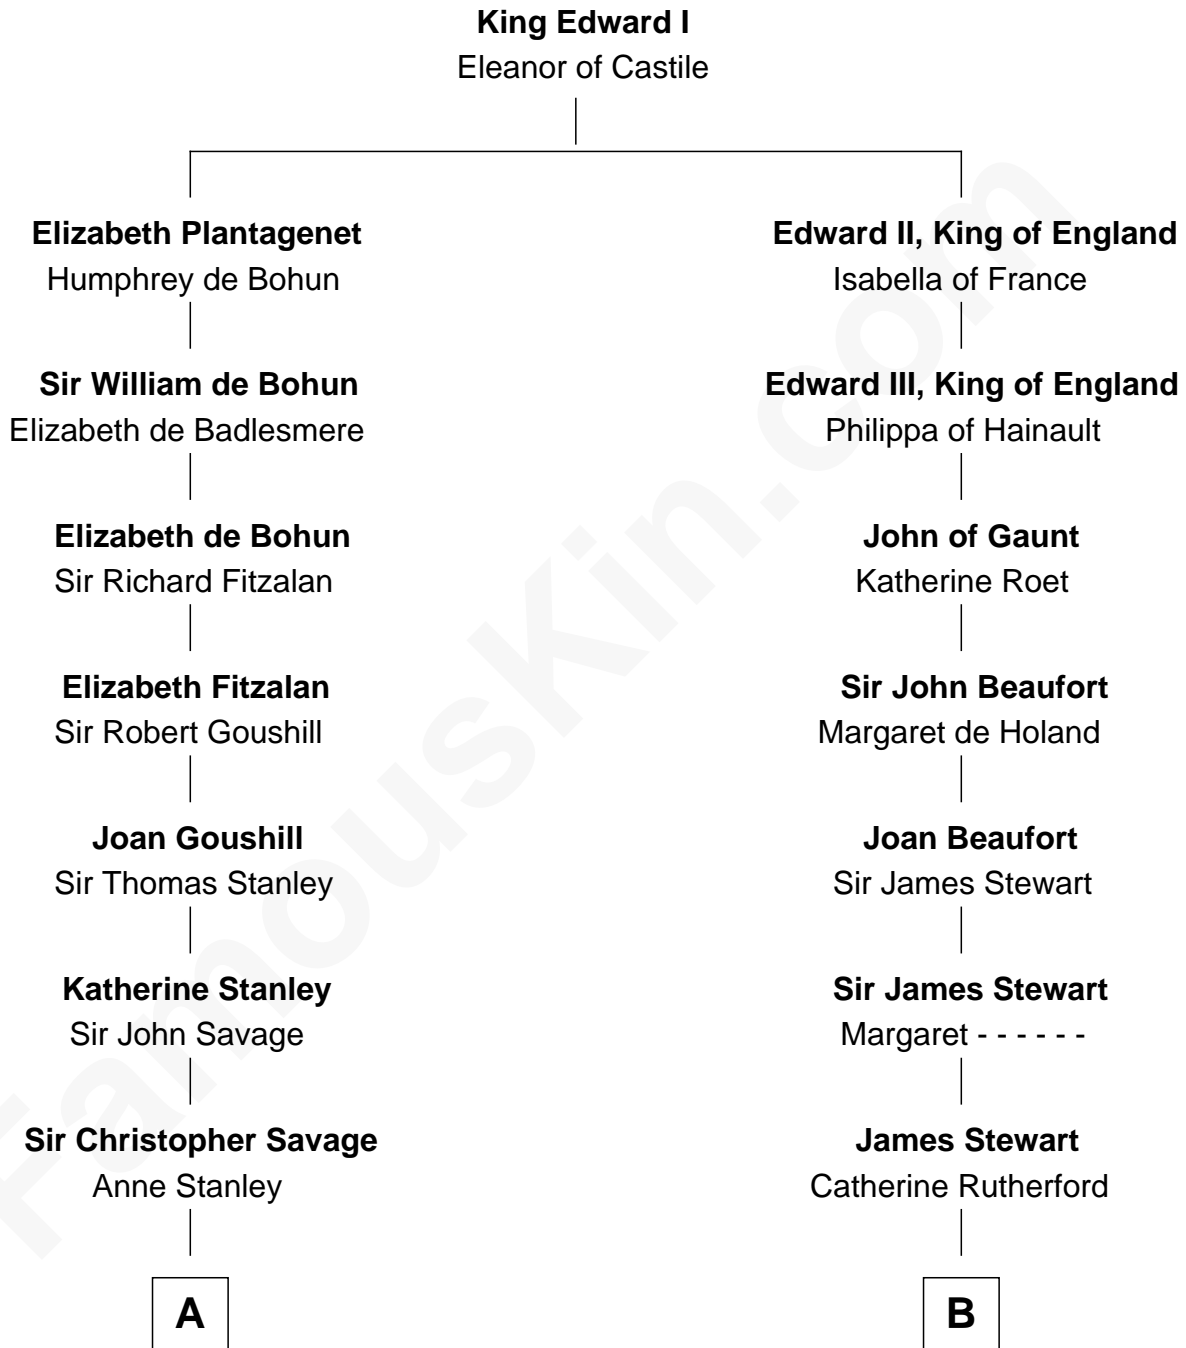 King Edward I
Eleanor of Castile
Elizabeth Plantagenet
Humphrey de Bohun
Edward II, King of England
Isabella of France
Sir William de Bohun
Elizabeth de Badlesmere
Edward III, King of England
Philippa of Hainault
Elizabeth de Bohun
Sir Richard Fitzalan
John of Gaunt
Katherine Roet
Elizabeth Fitzalan
Sir Robert Goushill
Sir John Beaufort
Margaret de Holand
Joan Goushill
Sir Thomas Stanley
Joan Beaufort
Sir James Stewart
Katherine Stanley
Sir John Savage
Sir James Stewart
Margaret - - - - - -
Sir Christopher Savage
Anne Stanley
James Stewart
Catherine Rutherford
A
B
FamousKin.com